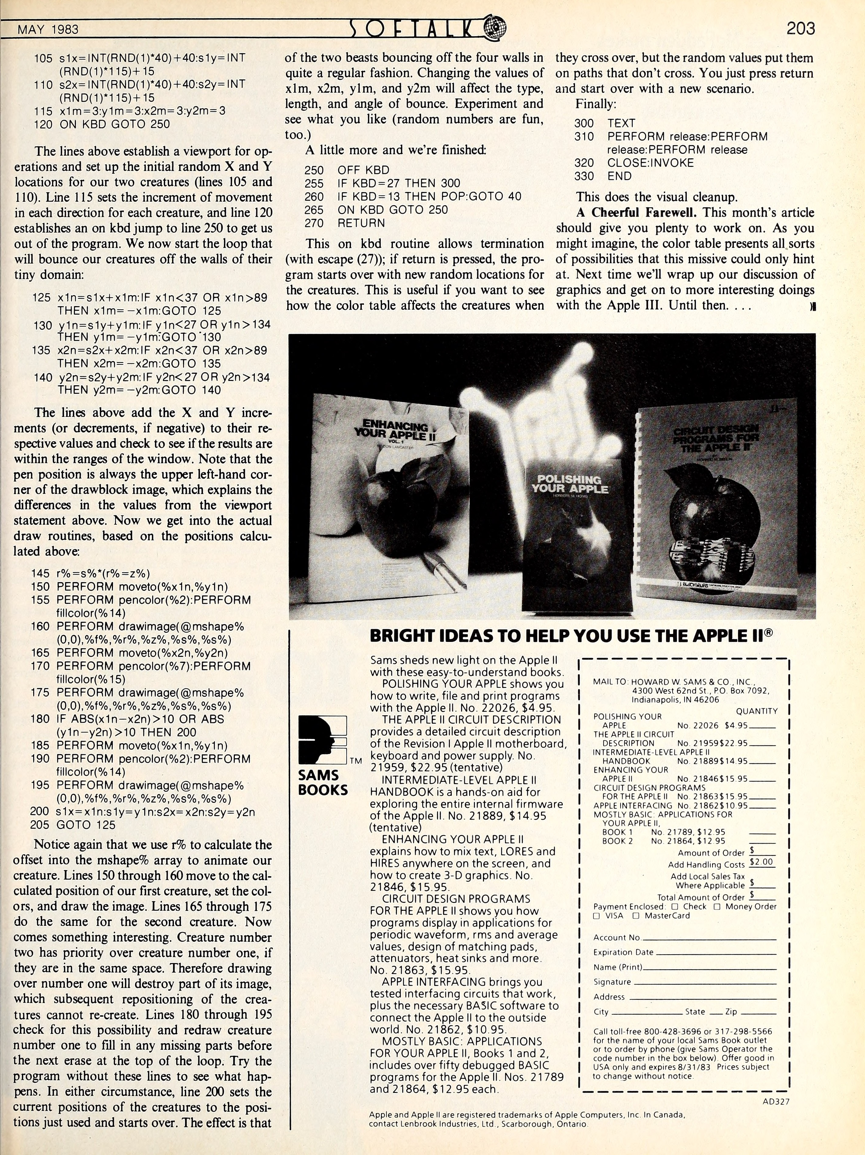 MAY 1983
SOFTALK
203
105 s1x=INT(RND(1)*40)+40:s1y=INT
(RND(1)*115)+15
110 s2x=INT(RND(1)*40)+40:s2y=INT
(RND(1)*115)+15
115 x1m=3:y1m=3:x2m=3:y2m=3
120 ON KBD GOTO 250
The lines above establish a viewport for op-
erations and set up the initial random X and Y
locations for our two creatures (lines 105 and
110). Line 115 sets the increment of movement
in each direction for each creature, and line 120
establishes an on kbd jump to line 250 to get us
out of the program. We now start the loop that
will bounce our creatures off the walls of their
tiny domain:
125 x1n=s1x+x1m:IF x1n<37 OR x1n>89
THEN x1m=-x1m:GOTO 125
130 y1n=s1y+y1m:IF y1n<27 OR y1n>134
THEN y1m=-y1m:GOTO 130
135 x2n=s2x+x2m:IF x2n<37 OR x2n>89
THEN x2m=-x2m:GOTO 135
140 y2n=s2y+y2m:IF y2n<27 OR y2n>134
THEN y2m=-y2m:GOTO 140
The lines above add the X and Y incre-
ments (or decrements, if negative) to their re-
spective values and check to see if the results are
within the ranges of the window. Note that the
pen position is always the upper left-hand cor-
ner of the drawblock image, which explains the
differences in the values from the viewport
statement above. Now we get into the actual
draw routines, based on the positions calcu-
lated above:
145 r%=s%*(r%=z%)
150 PERFORM moveto(%x1n,%y1n)
155 PERFORM pencolor(%2):PERFORM
fillcolor(%14)
160 PERFORM drawimage(@mshape%
(0,0),%f%,%r%,%z%,%s%,%s%)
165 PERFORM moveto(%x2n,%y2n)
170 PERFORM pencolor(%7):PERFORM
fillcolor(%15)
175 PERFORM drawimage(@mshape%
(0,0),%f%,%r%,%z%,%s%,%s%)
180 IF ABS(x1n-x2n)>10 OR ABS
(y1n-y2n)>10 THEN 200
185 PERFORM moveto(%x1n,%y1n)
190 PERFORM pencolor(%2):PERFORM
fillcolor(%14)
195 PERFORM drawimage(@mshape%
(0,0),%f%,%r%,%z%,%s%,%s%)
200 s1x=x1n:s1y=y1n:s2x=x2n:s2y=y2n
205 GOTO 125
Notice again that we use r% to calculate the
offset into the mshape% array to animate our
creature. Lines 150 through 160 move to the cal-
culated position of our first creature, set the col-
ors, and draw the image. Lines 165 through 175
do the same for the second creature. Now
comes something interesting. Creature number
two has priority over creature number one, if
they are in the same space. Therefore drawing
over number one will destroy part of its image,
which subsequent repositioning of the crea-
tures cannot re-create. Lines 180 through 195
check for this possibility and redraw creature
number one to fill in any missing parts before
the next erase at the top of the loop. Try the
program without these lines to see what hap-
pens. In either circumstance, line 200 sets the
current positions of the creatures to the posi-
tions just used and starts over. The effect is that
of the two beasts bouncing off the four walls in
quite a regular fashion. Changing the values of
x1m, x2m, y1m, and y2m will affect the type,
length, and angle of bounce. Experiment and
see what you like (random numbers are fun,
too.)
A little more and we're finished:
250 OFF KBD
255 IF KBD=27 THEN 300
260 IF KBD=13 THEN POP:GOTO 40
265 ON KBD GOTO 250
270 RETURN
This on kbd routine allows termination
(with escape (27)); if return is pressed, the pro-
gram starts over with new random locations for
the creatures. This is useful if you want to see
how the color table affects the creatures when
they cross over, but the random values put them
on paths that don't cross. You just press return
and start over with a new scenario.
Finally:
300 TEXT
310 PERFORM release:PERFORM
release:PERFORM release
320 CLOSE:INVOKE
330 END
This does the visual cleanup.
A Cheerful Farewell. This month's article
should give you plenty to work on. As you
might imagine, the color table presents all sorts
of possibilities that this missive could only hint
at. Next time we'll wrap up our discussion of
graphics and get on to more interesting doings
with the Apple III. Until then. . . .
ENHANCING
YOUR APPLE II
VOL. 1
LANCASTER
POLISHING
YOUR APPLE
CIRCUIT DESIGN
PROGRAMS FOR
THE APPLE II
BRIGHT IDEAS TO HELP YOU USE THE APPLE II®
SAMS
BOOKS
TM
Sams sheds new light on the Apple II
with these easy-to-understand books.
POLISHING YOUR APPLE shows you
how to write, file and print programs
with the Apple II. No. 22026, $4.95.
THE APPLE II CIRCUIT DESCRIPTION
provides a detailed circuit description
of the Revision I Apple II motherboard,
keyboard and power supply. No.
21959, $22.95 (tentative)
INTERMEDIATE-LEVEL APPLE II
HANDBOOK is a hands-on aid for
exploring the entire internal firmware
of the Apple II. No. 21889, $14.95
(tentative)
ENHANCING YOUR APPLE II
explains how to mix text, LORES and
HIRES anywhere on the screen, and
how to create 3-D graphics. No.
21846, $15.95.
CIRCUIT DESIGN PROGRAMS
FOR THE APPLE II shows you how
programs display in applications for
periodic waveform, rms and average
values, design of matching pads,
attenuators, heat sinks and more.
No. 21863, $15.95.
APPLE INTERFACING brings you
tested interfacing circuits that work,
plus the necessary BASIC software to
connect the Apple II to the outside
world. No. 21862, $10.95.
MOSTLY BASIC: APPLICATIONS
FOR YOUR APPLE II, Books 1 and 2,
includes over fifty debugged BASIC
programs for the Apple II. Nos. 21789
and 21864, $12.95 each.
MAIL TO: HOWARD W. SAMS & CO., INC.,
4300 West 62nd St., P.O. Box 7092,
Indianapolis, IN 46206
QUANTITY
POLISHING YOUR
APPLE No. 22026 $4.95
THE APPLE II CIRCUIT
DESCRIPTION No. 21959 $22.95
INTERMEDIATE-LEVEL APPLE II
HANDBOOK No. 21889 $14.95
ENHANCING YOUR
APPLE II No. 21846 $15.95
CIRCUIT DESIGN PROGRAMS
FOR THE APPLE II No. 21863 $15.95
APPLE INTERFACING No. 21862 $10.95
MOSTLY BASIC: APPLICATIONS FOR
YOUR APPLE II,
BOOK 1 No. 21789, $12.95
BOOK 2 No. 21864, $12.95
Amount of Order $
Add Handling Costs $2.00
Add Local Sales Tax
Where Applicable $
Total Amount of Order $
Payment Enclosed: □ Check □ Money Order
□ VISA □ MasterCard
Account No
Expiration Date
Name (Print)
Signature
Address
City State Zip
Call toll-free 800-428-3696 or 317-298-5566
for the name of your local Sams Book outlet
or to order by phone (give Sams Operator the
code number in the box below). Offer good in
USA only and expires 8/31/83. Prices subject
to change without notice.
AD327
Apple and Apple II are registered trademarks of Apple Computers, Inc. In Canada,
contact Lenbrook Industries, Ltd., Scarborough, Ontario.